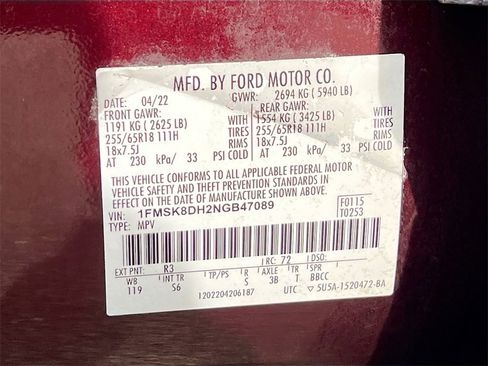 MFD. BY FORD MOTOR CO.
DATE: 04/22 GVWR: 2694 KG ( 5940 LB)
FRONT GAWR: REAR GAWR:
1191 KG ( 2625 LB) WITH 1554 KG ( 3425 LB) WITH
255/65R18 111H TIRES 255/65R18 111H TIRES
18x7.5J RIMS 18x7.5J RIMS
AT 230 kPa/ 33 PSI COLD AT 230 kPa/ 33 PSI COLD
THIS VEHICLE CONFORMS TO ALL APPLICABLE FEDERAL MOTOR
VEHICLE SAFETY AND THEFT PREVENTION STANDARDS IN
EFFECT ON THE DATE OF MANUFACTURE SHOWN ABOVE.
VIN: 1FMSK8DH2NGB47089 F0115
TYPE: MPV T0253
EXT PNT: R3 RC: 72 DSO:
WB INT TR TP/PS R AXLE TR SPR
119 S6 S 3B T BBCC
1202204206187 UTC ▽ 5U5A-1520472-BA